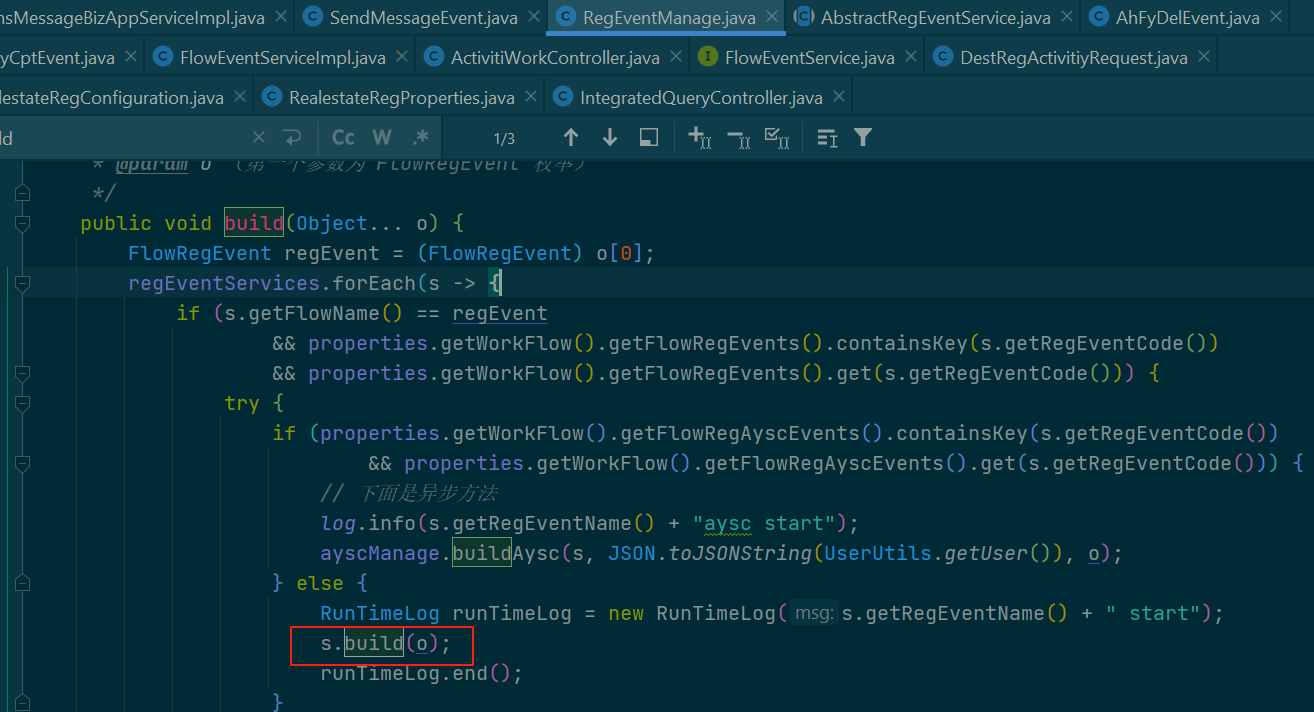 nsMessageBizAppServiceImpl.java SendMessageEvent.java RegEventManage.java AbstractRegEventService.java AhFyDelEvent.java
yCptEvent.java FlowEventServiceImpl.java ActivitiWorkController.java FlowEventService.java DestRegActivitiyRequest.java
lestateRegConfiguration.java RealestateRegProperties.java IntegratedQueryController.java
ld Cc W .* 1/3
* @param o （第一个参数为 FlowRegEvent 枚举）
*/
public void build(Object... o) {
FlowRegEvent regEvent = (FlowRegEvent) o[0];
regEventServices.forEach(s -> {
if (s.getFlowName() == regEvent
&& properties.getWorkFlow().getFlowRegEvents().containsKey(s.getRegEventCode())
&& properties.getWorkFlow().getFlowRegEvents().get(s.getRegEventCode())) {
try {
if (properties.getWorkFlow().getFlowRegAyscEvents().containsKey(s.getRegEventCode())
&& properties.getWorkFlow().getFlowRegAyscEvents().get(s.getRegEventCode())) {
// 下面是异步方法
log.info(s.getRegEventName() + "aysc start");
ayscManage.buildAysc(s, JSON.toJSONString(UserUtils.getUser()), o);
} else {
RunTimeLog runTimeLog = new RunTimeLog( msg: s.getRegEventName() + " start");
s.build(o);
runTimeLog.end();
}